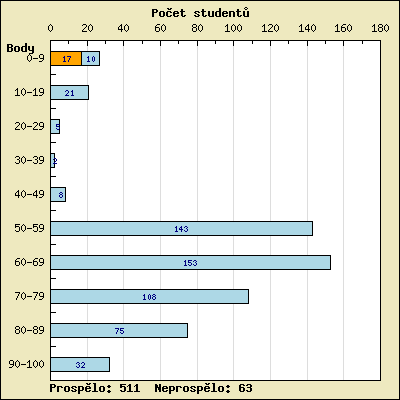 Počet studentů
0 20 40 60 80 100 120 140 160 180
Body
0-9 17 10
10-19 21
20-29 5
30-39 2
40-49 8
50-59 143
60-69 153
70-79 108
80-89 75
90-100 32
Prospělo: 511 Neprospělo: 63